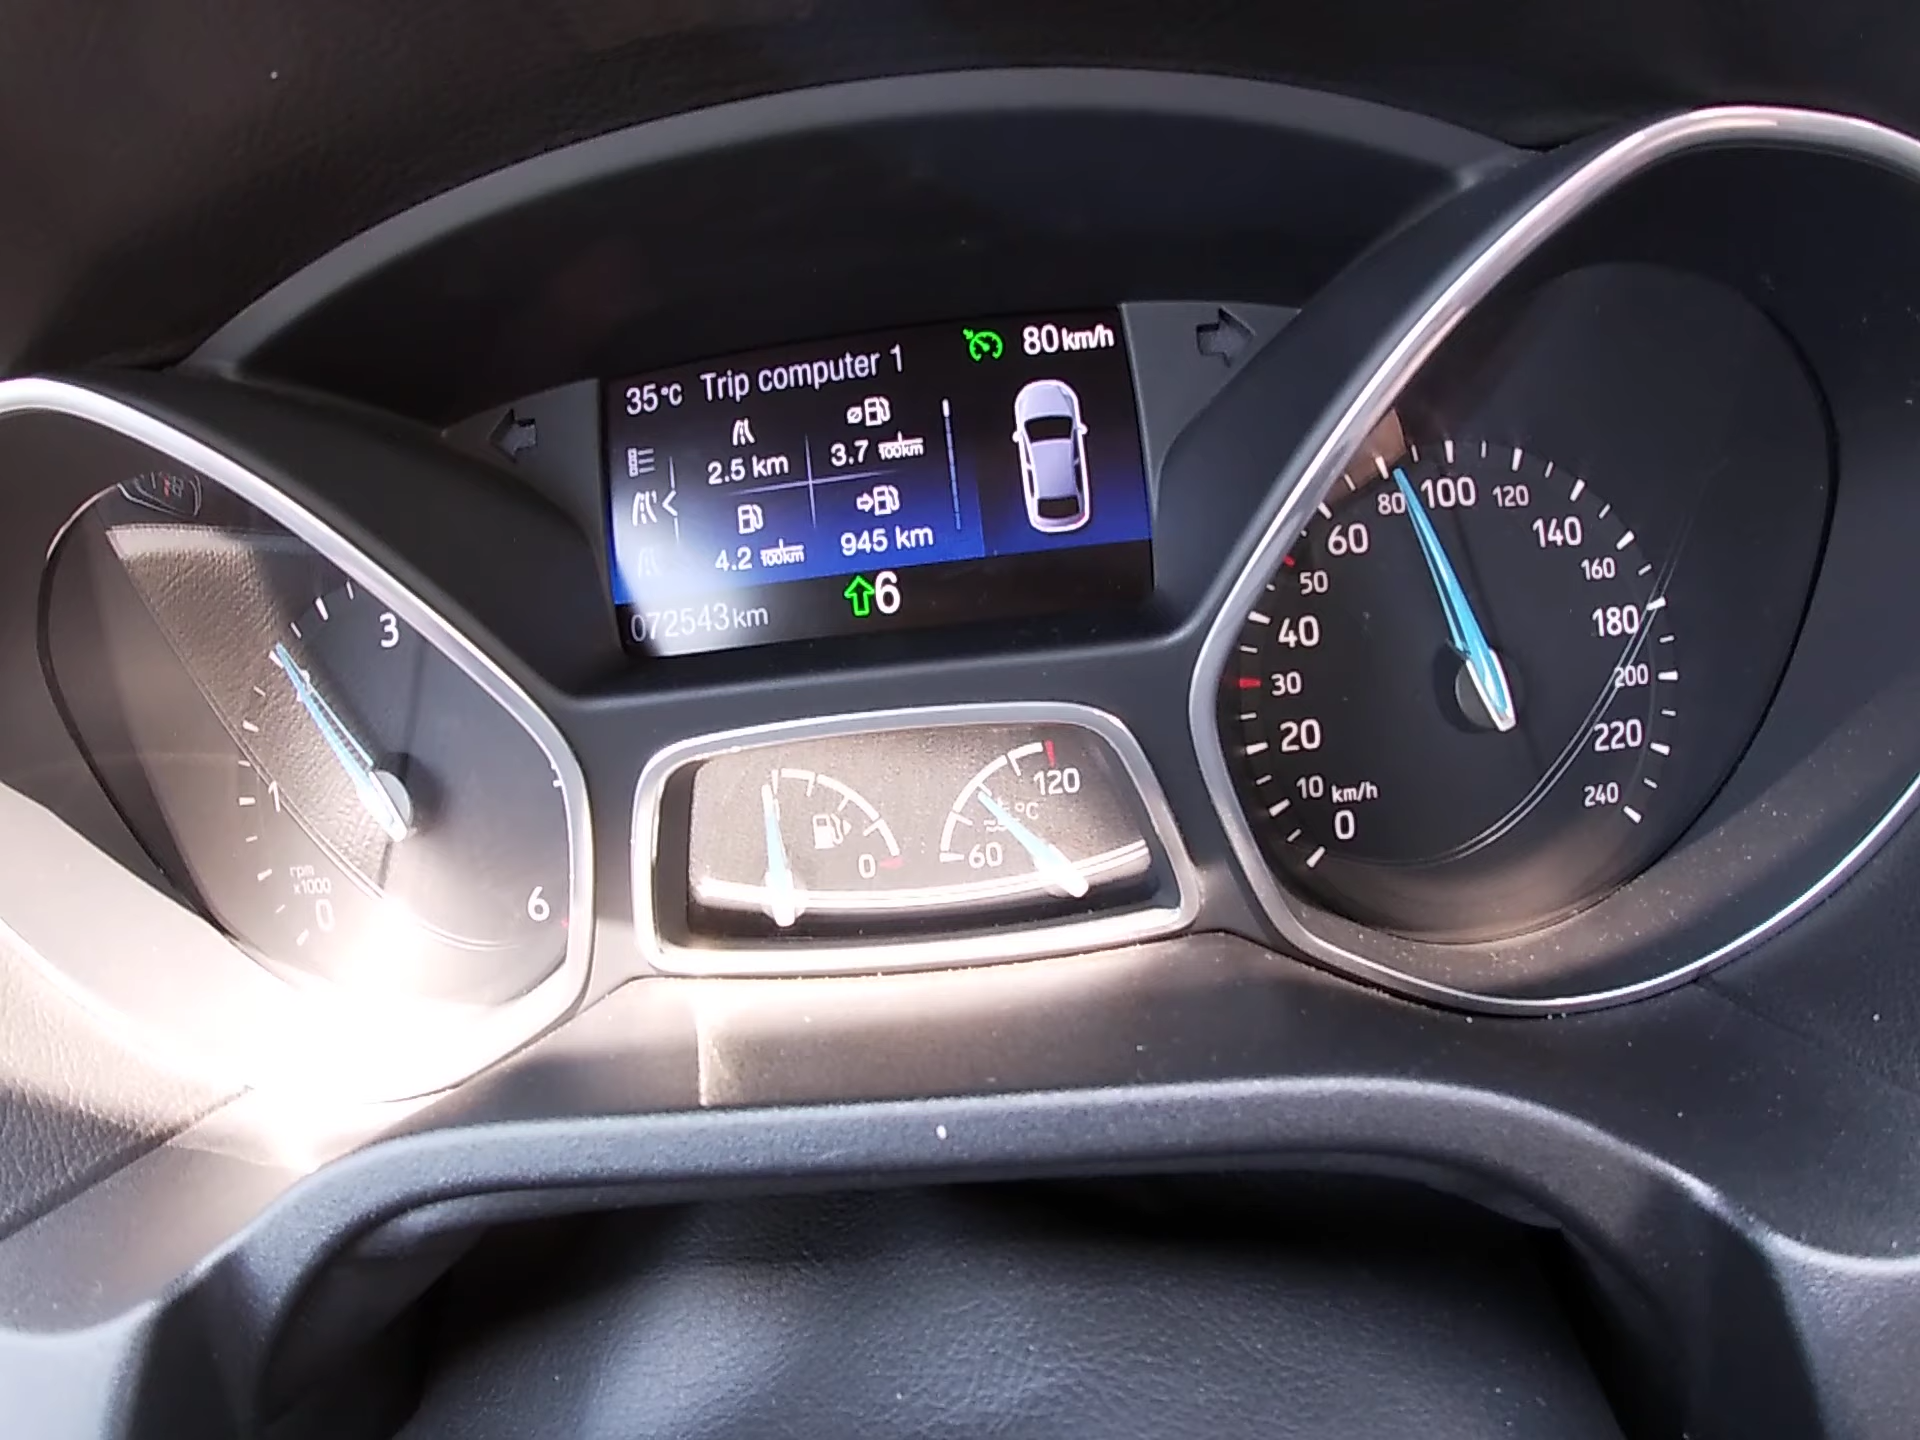 35°C Trip computer 1
80 km/h
2.5 km
3.7 100km
4.2 100km
945 km
072543km
6
0
1
3
6
rpm
x1000
0
60
120
°C
0
10
20
30
40
50
60
80
100
120
140
160
180
200
220
240
km/h